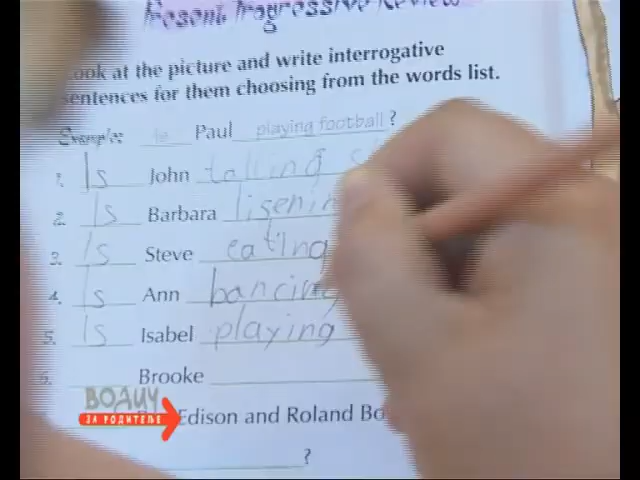 Present Progressive Review
Look at the picture and write interrogative
sentences for them choosing from the words list.
Example: Is Paul playing football ?
1. Is John
2. Is Barbara
3. Is Steve eating
4. Is Ann bancing
5. Is Isabel playing
6. Brooke
Edison and Roland
?
ВОДИЧ
ЗА РОДИТЕЉЕ